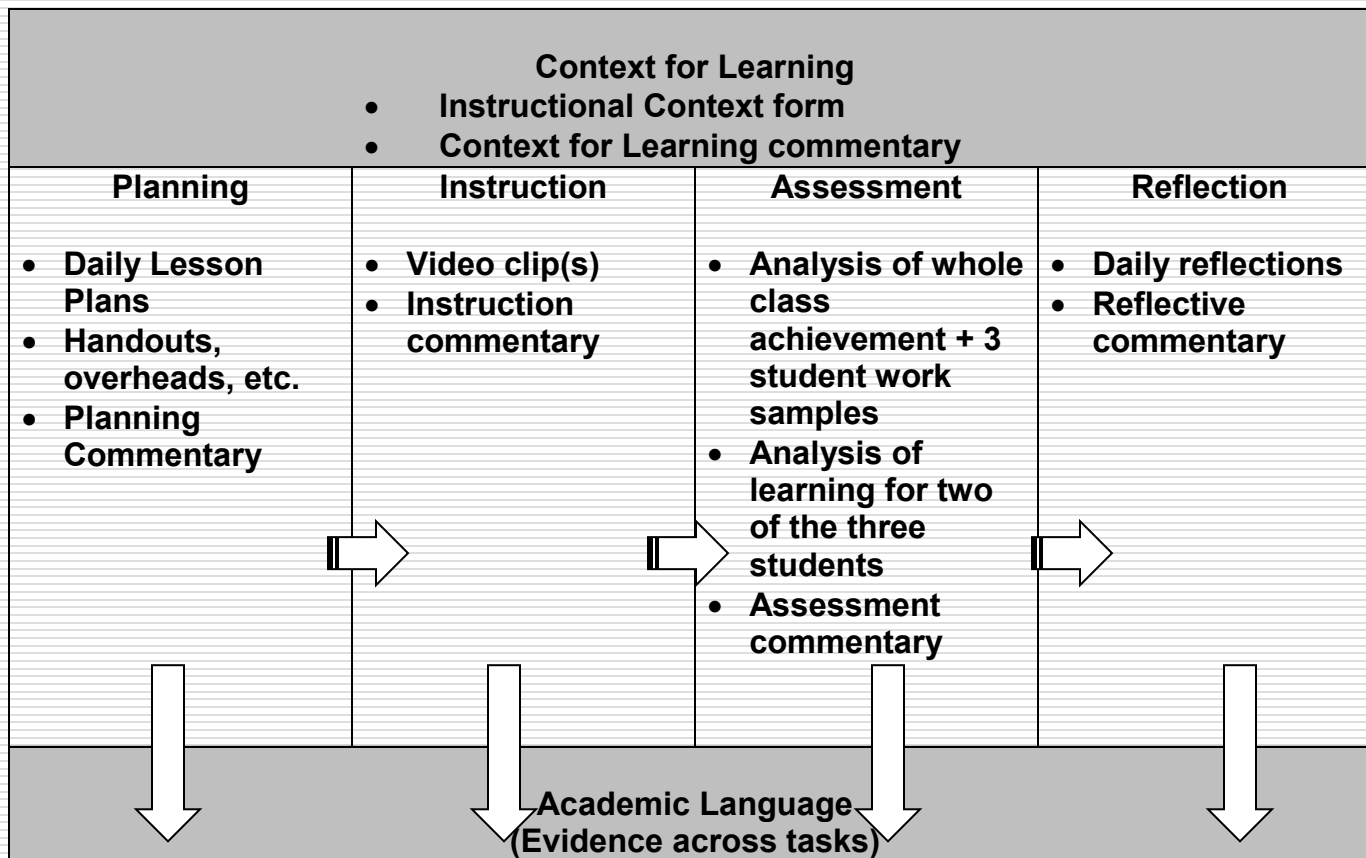 Context for Learning
• Instructional Context form
• Context for Learning commentary
Planning
• Daily Lesson
Plans
• Handouts,
overheads, etc.
• Planning
Commentary
Instruction
• Video clip(s)
• Instruction
commentary
Assessment
• Analysis of whole
class
achievement + 3
student work
samples
• Analysis of
learning for two
of the three
students
• Assessment
commentary
Reflection
• Daily reflections
• Reflective
commentary
Academic Language
(Evidence across tasks)